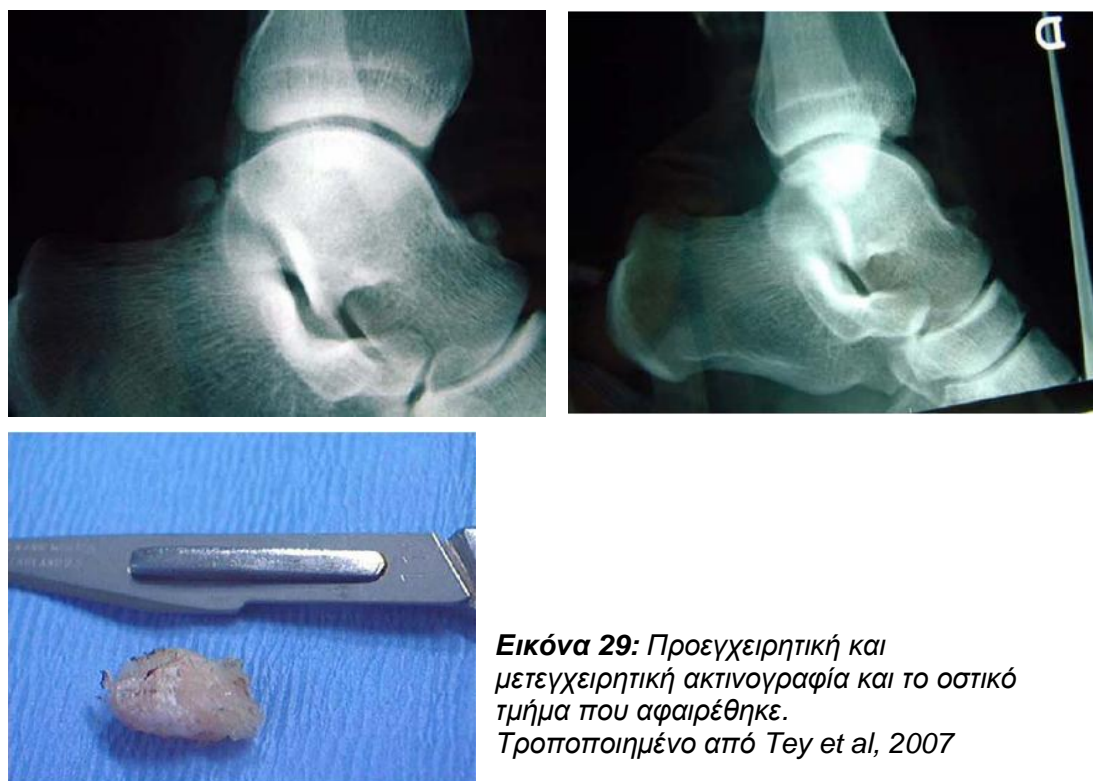 D
Εικόνα 29: Προεγχειρητική και
μετεγχειρητική ακτινογραφία και το οστικό
τμήμα που αφαιρέθηκε.
Τροποποιημένο από Tey et al, 2007